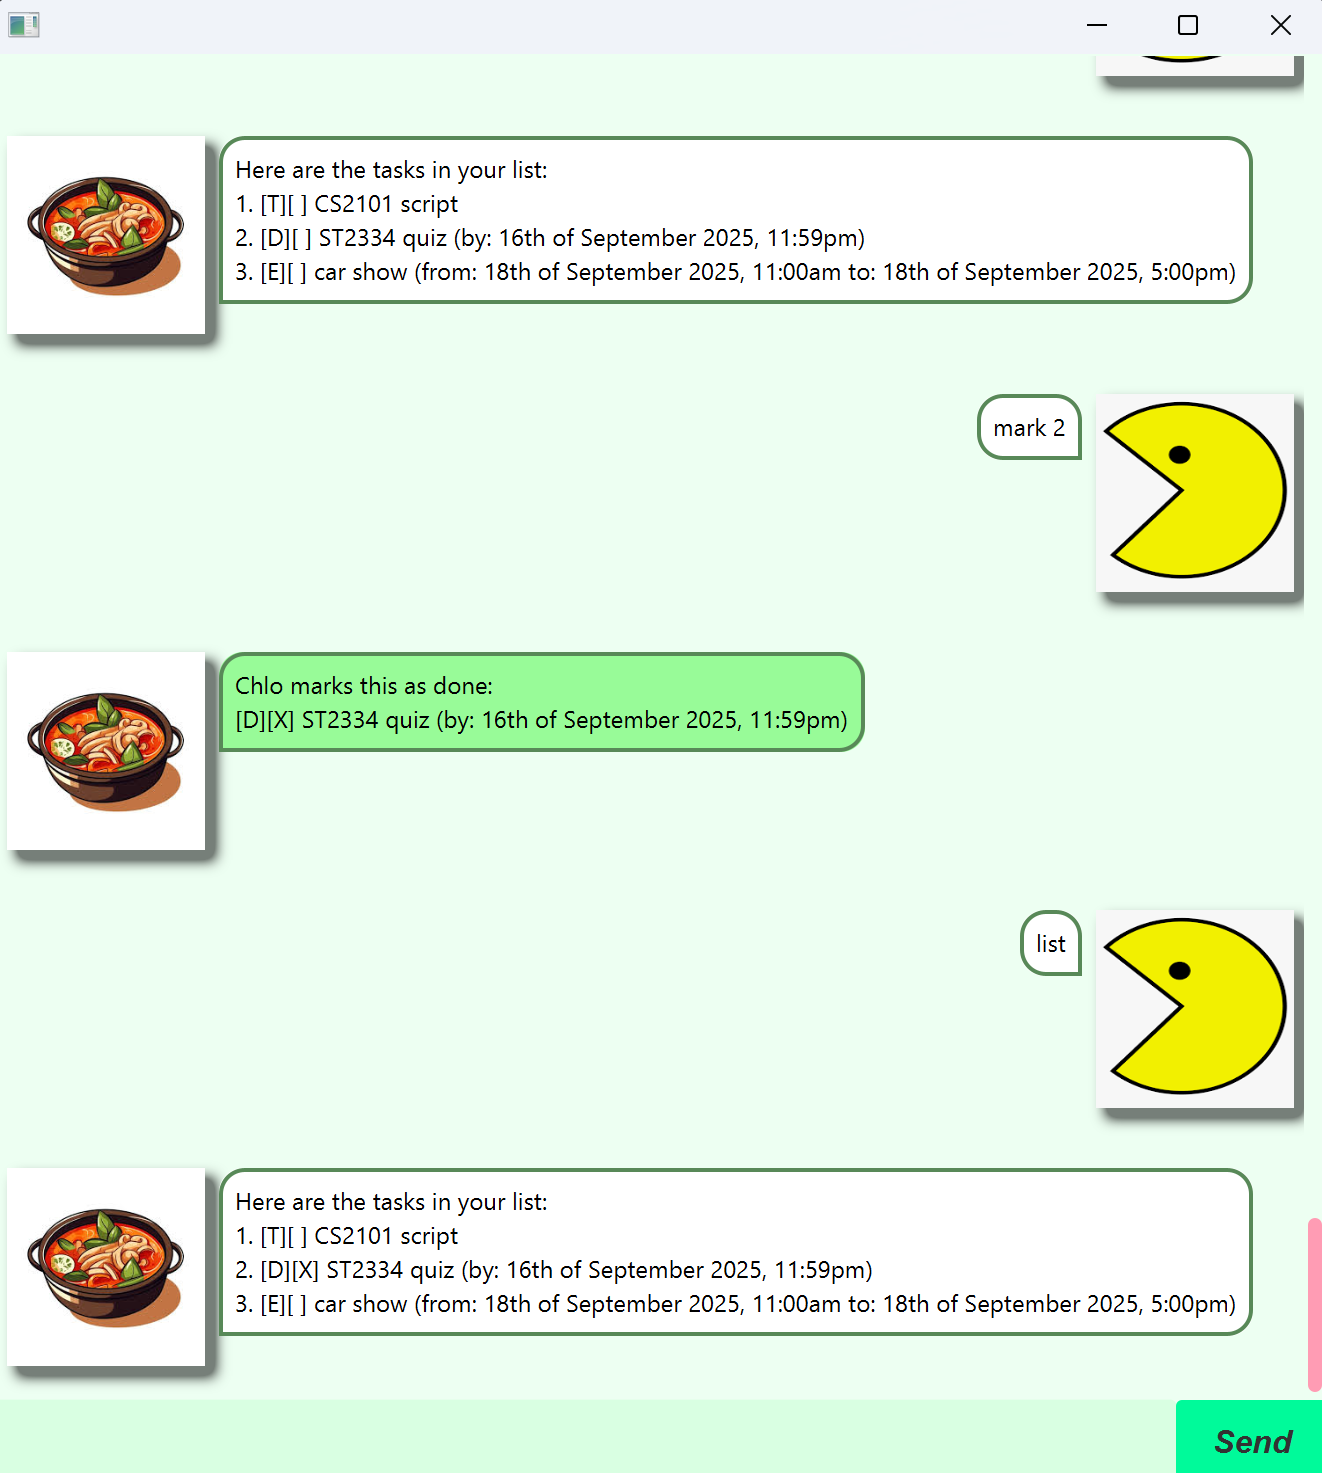 Here are the tasks in your list:
1. [T][ ] CS2101 script
2. [D][ ] ST2334 quiz (by: 16th of September 2025, 11:59pm)
3. [E][ ] car show (from: 18th of September 2025, 11:00am to: 18th of September 2025, 5:00pm)
mark 2
Chlo marks this as done:
[D][X] ST2334 quiz (by: 16th of September 2025, 11:59pm)
list
Here are the tasks in your list:
1. [T][ ] CS2101 script
2. [D][X] ST2334 quiz (by: 16th of September 2025, 11:59pm)
3. [E][ ] car show (from: 18th of September 2025, 11:00am to: 18th of September 2025, 5:00pm)
Send